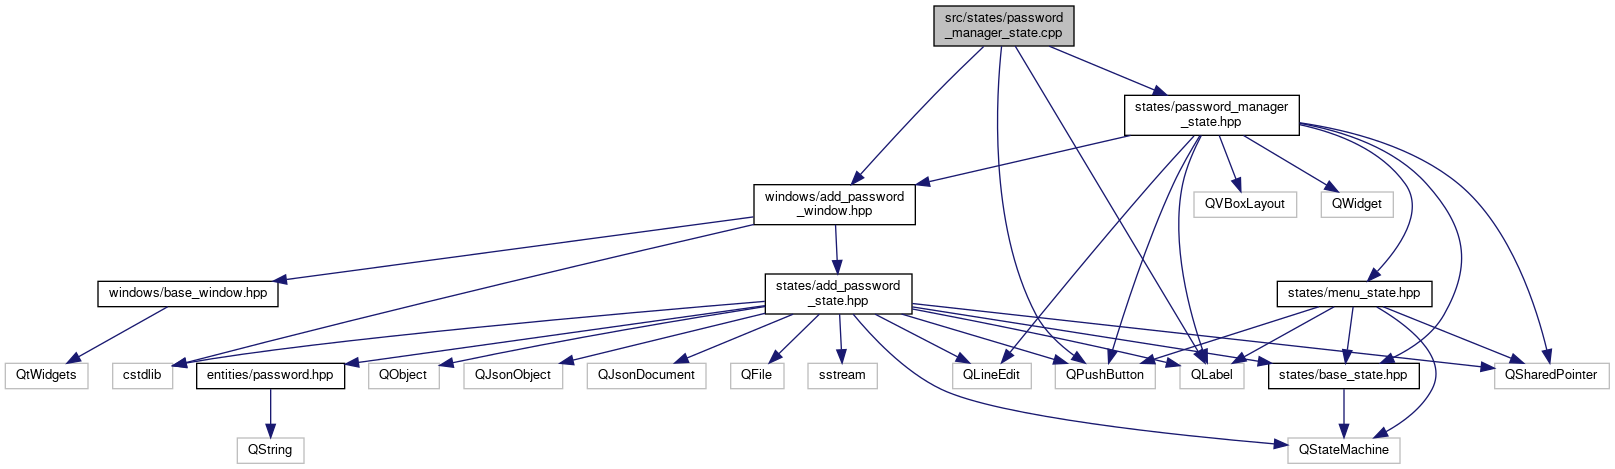 src/states/password
_manager_state.cpp
states/password_manager
_state.hpp
windows/add_password
_window.hpp
QVBoxLayout
QWidget
windows/base_window.hpp
states/add_password
_state.hpp
states/menu_state.hpp
QtWidgets
cstdlib
entities/password.hpp
QObject
QJsonObject
QJsonDocument
QFile
sstream
QLineEdit
QPushButton
QLabel
states/base_state.hpp
QSharedPointer
QString
QStateMachine